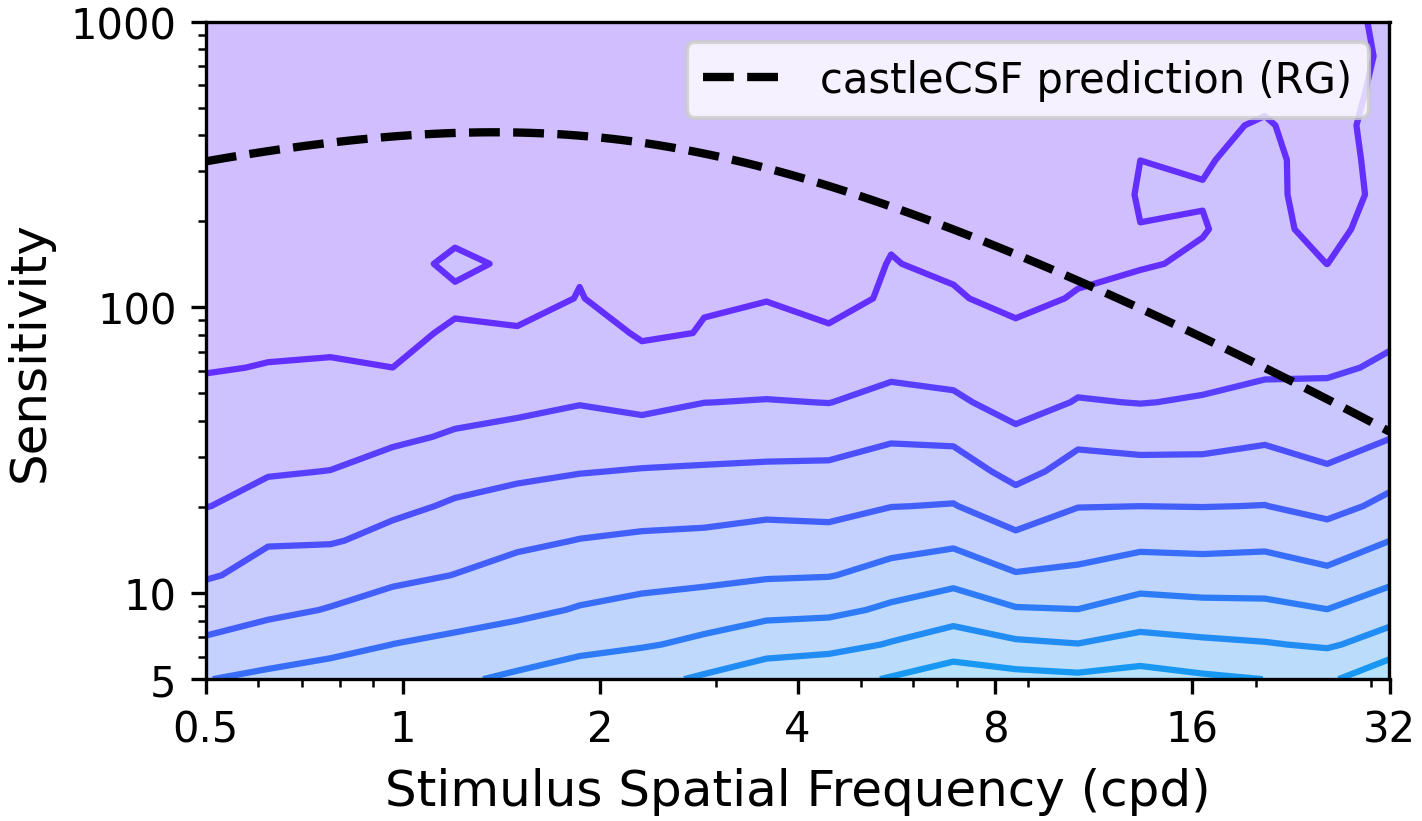 1000
castleCSF prediction (RG)
Sensitivity
100
10
5
0.5 1 2 4 8 16 32
Stimulus Spatial Frequency (cpd)